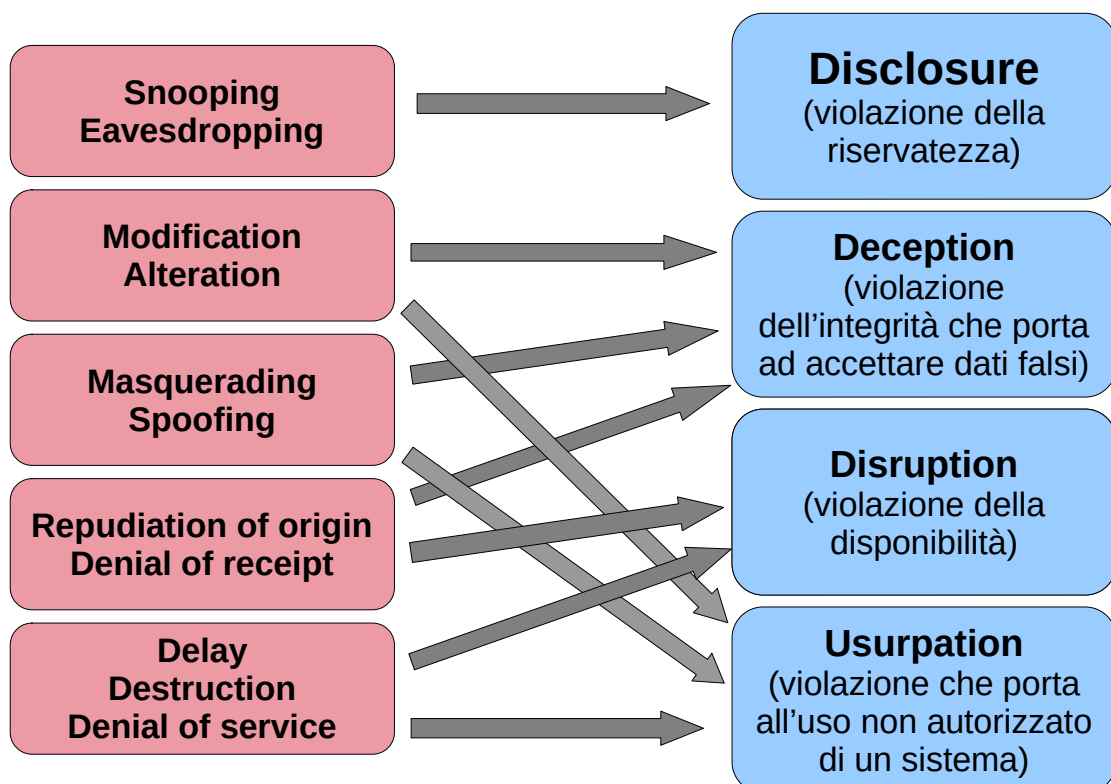 Snooping
Eavesdropping
Modification
Alteration
Masquerading
Spoofing
Repudiation of origin
Denial of receipt
Delay
Destruction
Denial of service
Disclosure
(violazione della
riservatezza)
Deception
(violazione
dell’integrità che porta
ad accettare dati falsi)
Disruption
(violazione della
disponibilità)
Usurpation
(violazione che porta
all’uso non autorizzato
di un sistema)